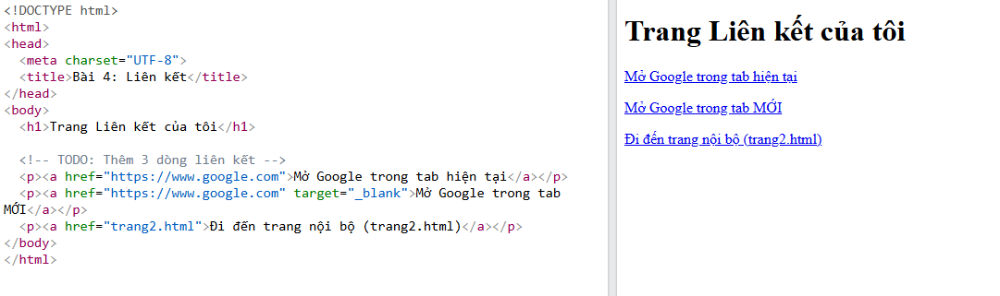 <!DOCTYPE html>
<html>
<head>
  <meta charset="UTF-8">
  <title>Bài 4: Liên kết</title>
</head>
<body>
  <h1>Trang Liên kết của tôi</h1>

  <!-- TODO: Thêm 3 dòng liên kết -->
  <p><a href="https://www.google.com">Mở Google trong tab hiện tại</a></p>
  <p><a href="https://www.google.com" target="_blank">Mở Google trong tab
MỚI</a></p>
  <p><a href="trang2.html">Đi đến trang nội bộ (trang2.html)</a></p>
</body>
</html>
Trang Liên kết của tôi
Mở Google trong tab hiện tại
Mở Google trong tab MỚI
Đi đến trang nội bộ (trang2.html)